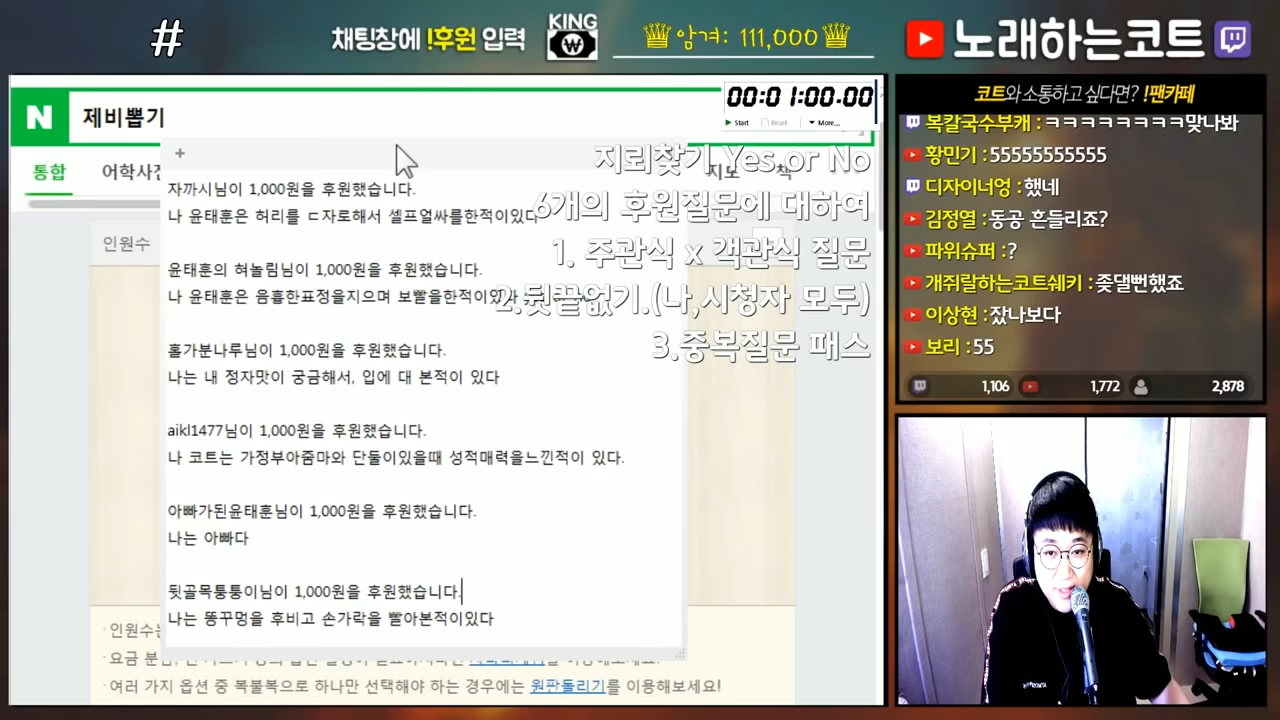 #
채팅창에 !후원 입력
KING
₩
암겨: 111,000
노래하는코트
N
제비뽑기
00:01:00.00
Start
Reset
More...
통합
어학사전
+
인원수
자까시님이 1,000원을 후원했습니다.
나 윤태훈은 허리를 ㄷ자로해서 셀프얼싸를한적이있다
윤태훈의 혀놀림님이 1,000원을 후원했습니다.
나 윤태훈은 음흉한표정을지으며 보빨을한적이있다
홀가분나루님이 1,000원을 후원했습니다.
나는 내 정자맛이 궁금해서, 입에 대 본적이 있다
aikl1477님이 1,000원을 후원했습니다.
나 코트는 가정부아줌마와 단둘이있을때 성적매력을느낀적이 있다.
아빠가된윤태훈님이 1,000원을 후원했습니다.
나는 아빠다
뒷골목퉁퉁이님이 1,000원을 후원했습니다.
나는 똥꾸멍을 후비고 손가락을 빨아본적이있다
지뢰찾기 Yes or No
6개의 후원질문에 대하여
1. 주관식 x 객관식 질문
2.뒷끝없기.(나,시청자 모두)
3.중복질문 패스
· 인원수는
· 여러 가지 옵션 중 복불복으로 하나만 선택해야 하는 경우에는 원판돌리기를 이용해보세요!
코트와 소통하고 싶다면? !팬카페
복칼국수부캐 :ㅋㅋㅋㅋㅋㅋㅋㅋ맞나봐
황민기 :55555555555
디자이너엉 :했네
김정열 :동공 흔들리죠?
파워슈퍼 :?
개쥐랄하는코트쉐키 :좆댈뻔했죠
이상현 :잤나보다
보리 :55
1,106
1,772
2,878